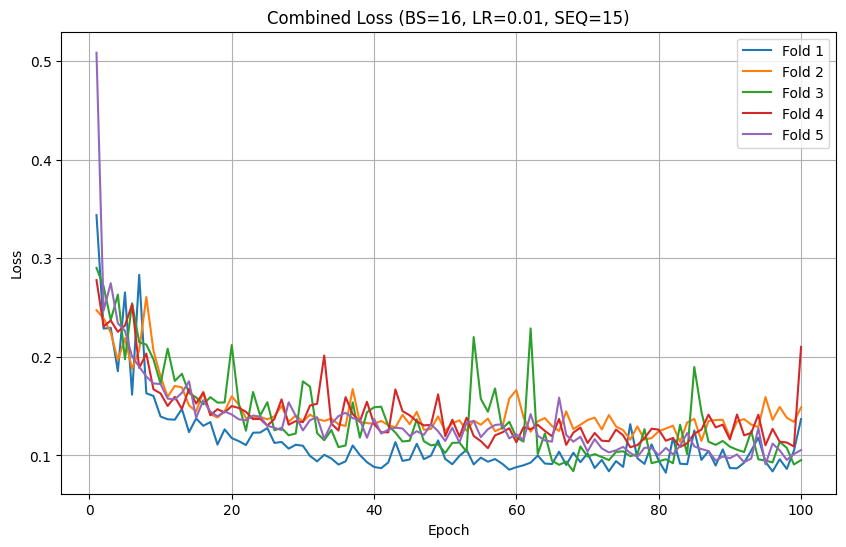 Combined Loss (BS=16, LR=0.01, SEQ=15)
Fold 1
Fold 2
Fold 3
Fold 4
Fold 5
Loss
0.5
0.4
0.3
0.2
0.1
0 20 40 60 80 100
Epoch